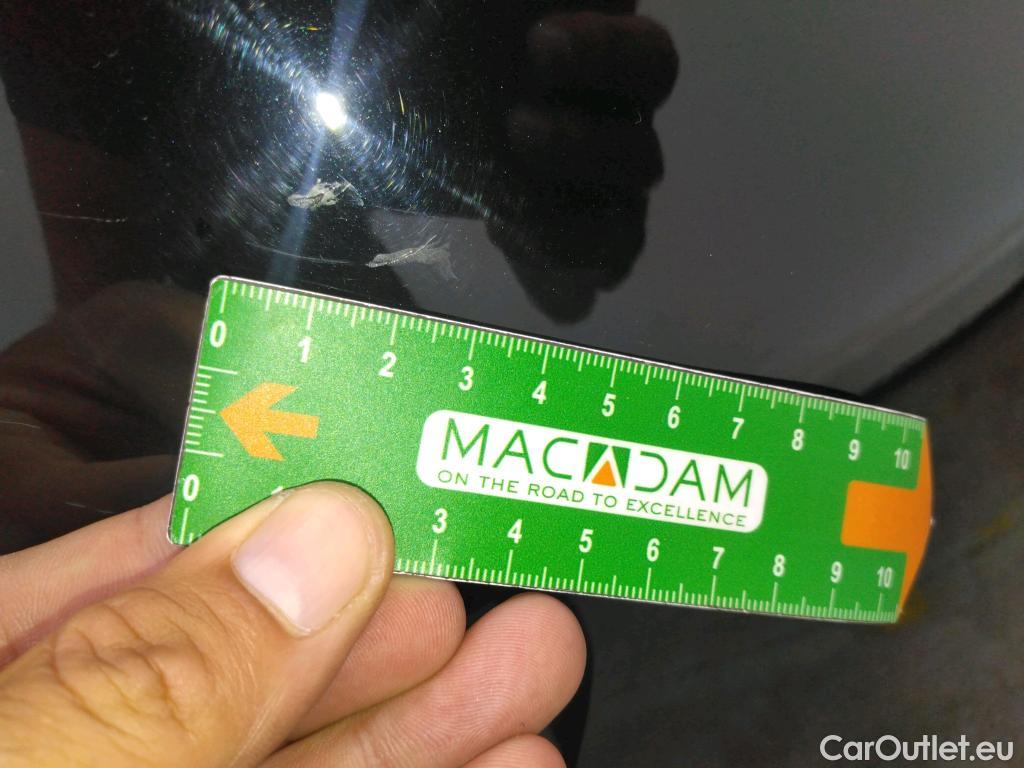 0 1 2 3 4 5 6 7 8 9 10
MACADAM
ON THE ROAD TO EXCELLENCE
0 1 3 4 5 6 7 8 9 10
CarOutlet.eu